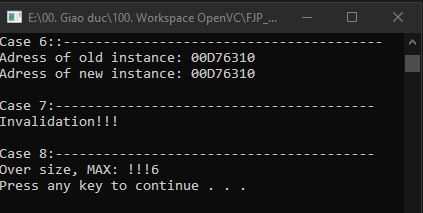 E:\00. Giao duc\100. Workspace OpenVC\FJP_...
Case 6::----------------------------------------
Adress of old instance: 00D76310
Adress of new instance: 00D76310
Case 7:----------------------------------------
Invalidation!!!
Case 8:----------------------------------------
Over size, MAX: !!!6
Press any key to continue . . .